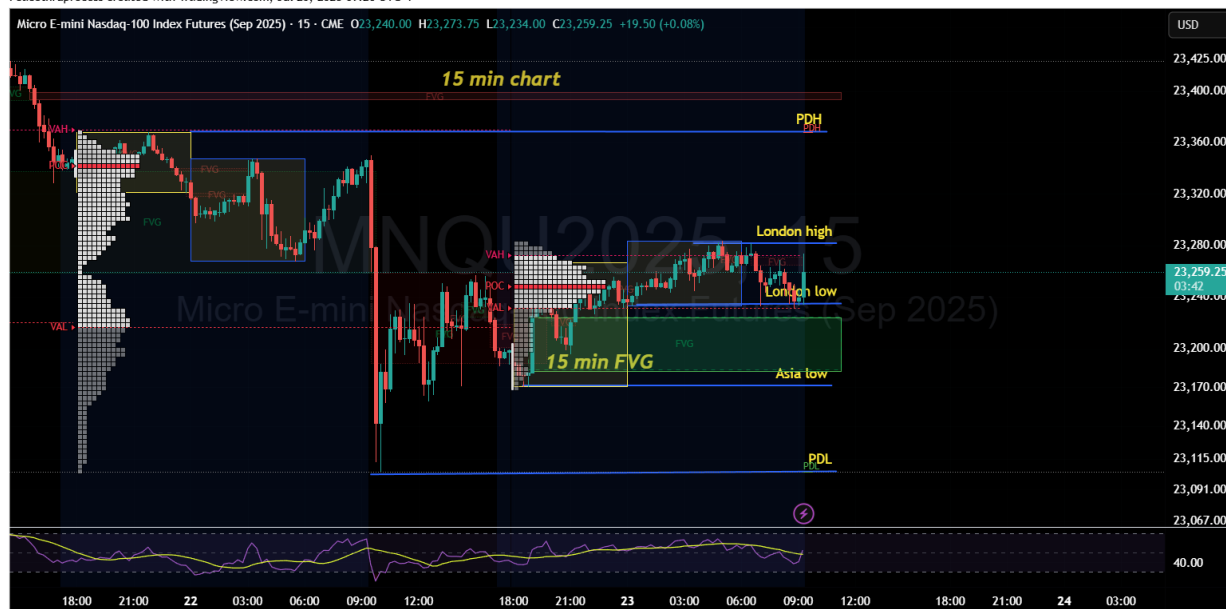 Micro E-mini Nasdaq-100 Index Futures (Sep 2025) · 15 · CME O23,240.00 H23,273.75 L23,234.00 C23,259.25 +19.50 (+0.08%)
USD
23,425.00
15 min chart
FVG
FVG
23,400.00
PDH
VAH
PDH
23,360.00
POC
FVG
FVG
23,320.00
FVG
MNQU2025, 15
London high
23,280.00
VAH
FVG
23,259.25
03:42
POC
London low
23,240.00
Micro E-mini Nasdaq-100 Index Futures (Sep 2025)
VAL
VAL
FVG
23,200.00
15 min FVG
Asia low
23,170.00
23,140.00
PDL
23,115.00
PDL
23,091.00
23,067.00
40.00
18:00 21:00 22 03:00 06:00 09:00 12:00 18:00 21:00 23 03:00 06:00 09:00 12:00 18:00 21:00 24 03:00